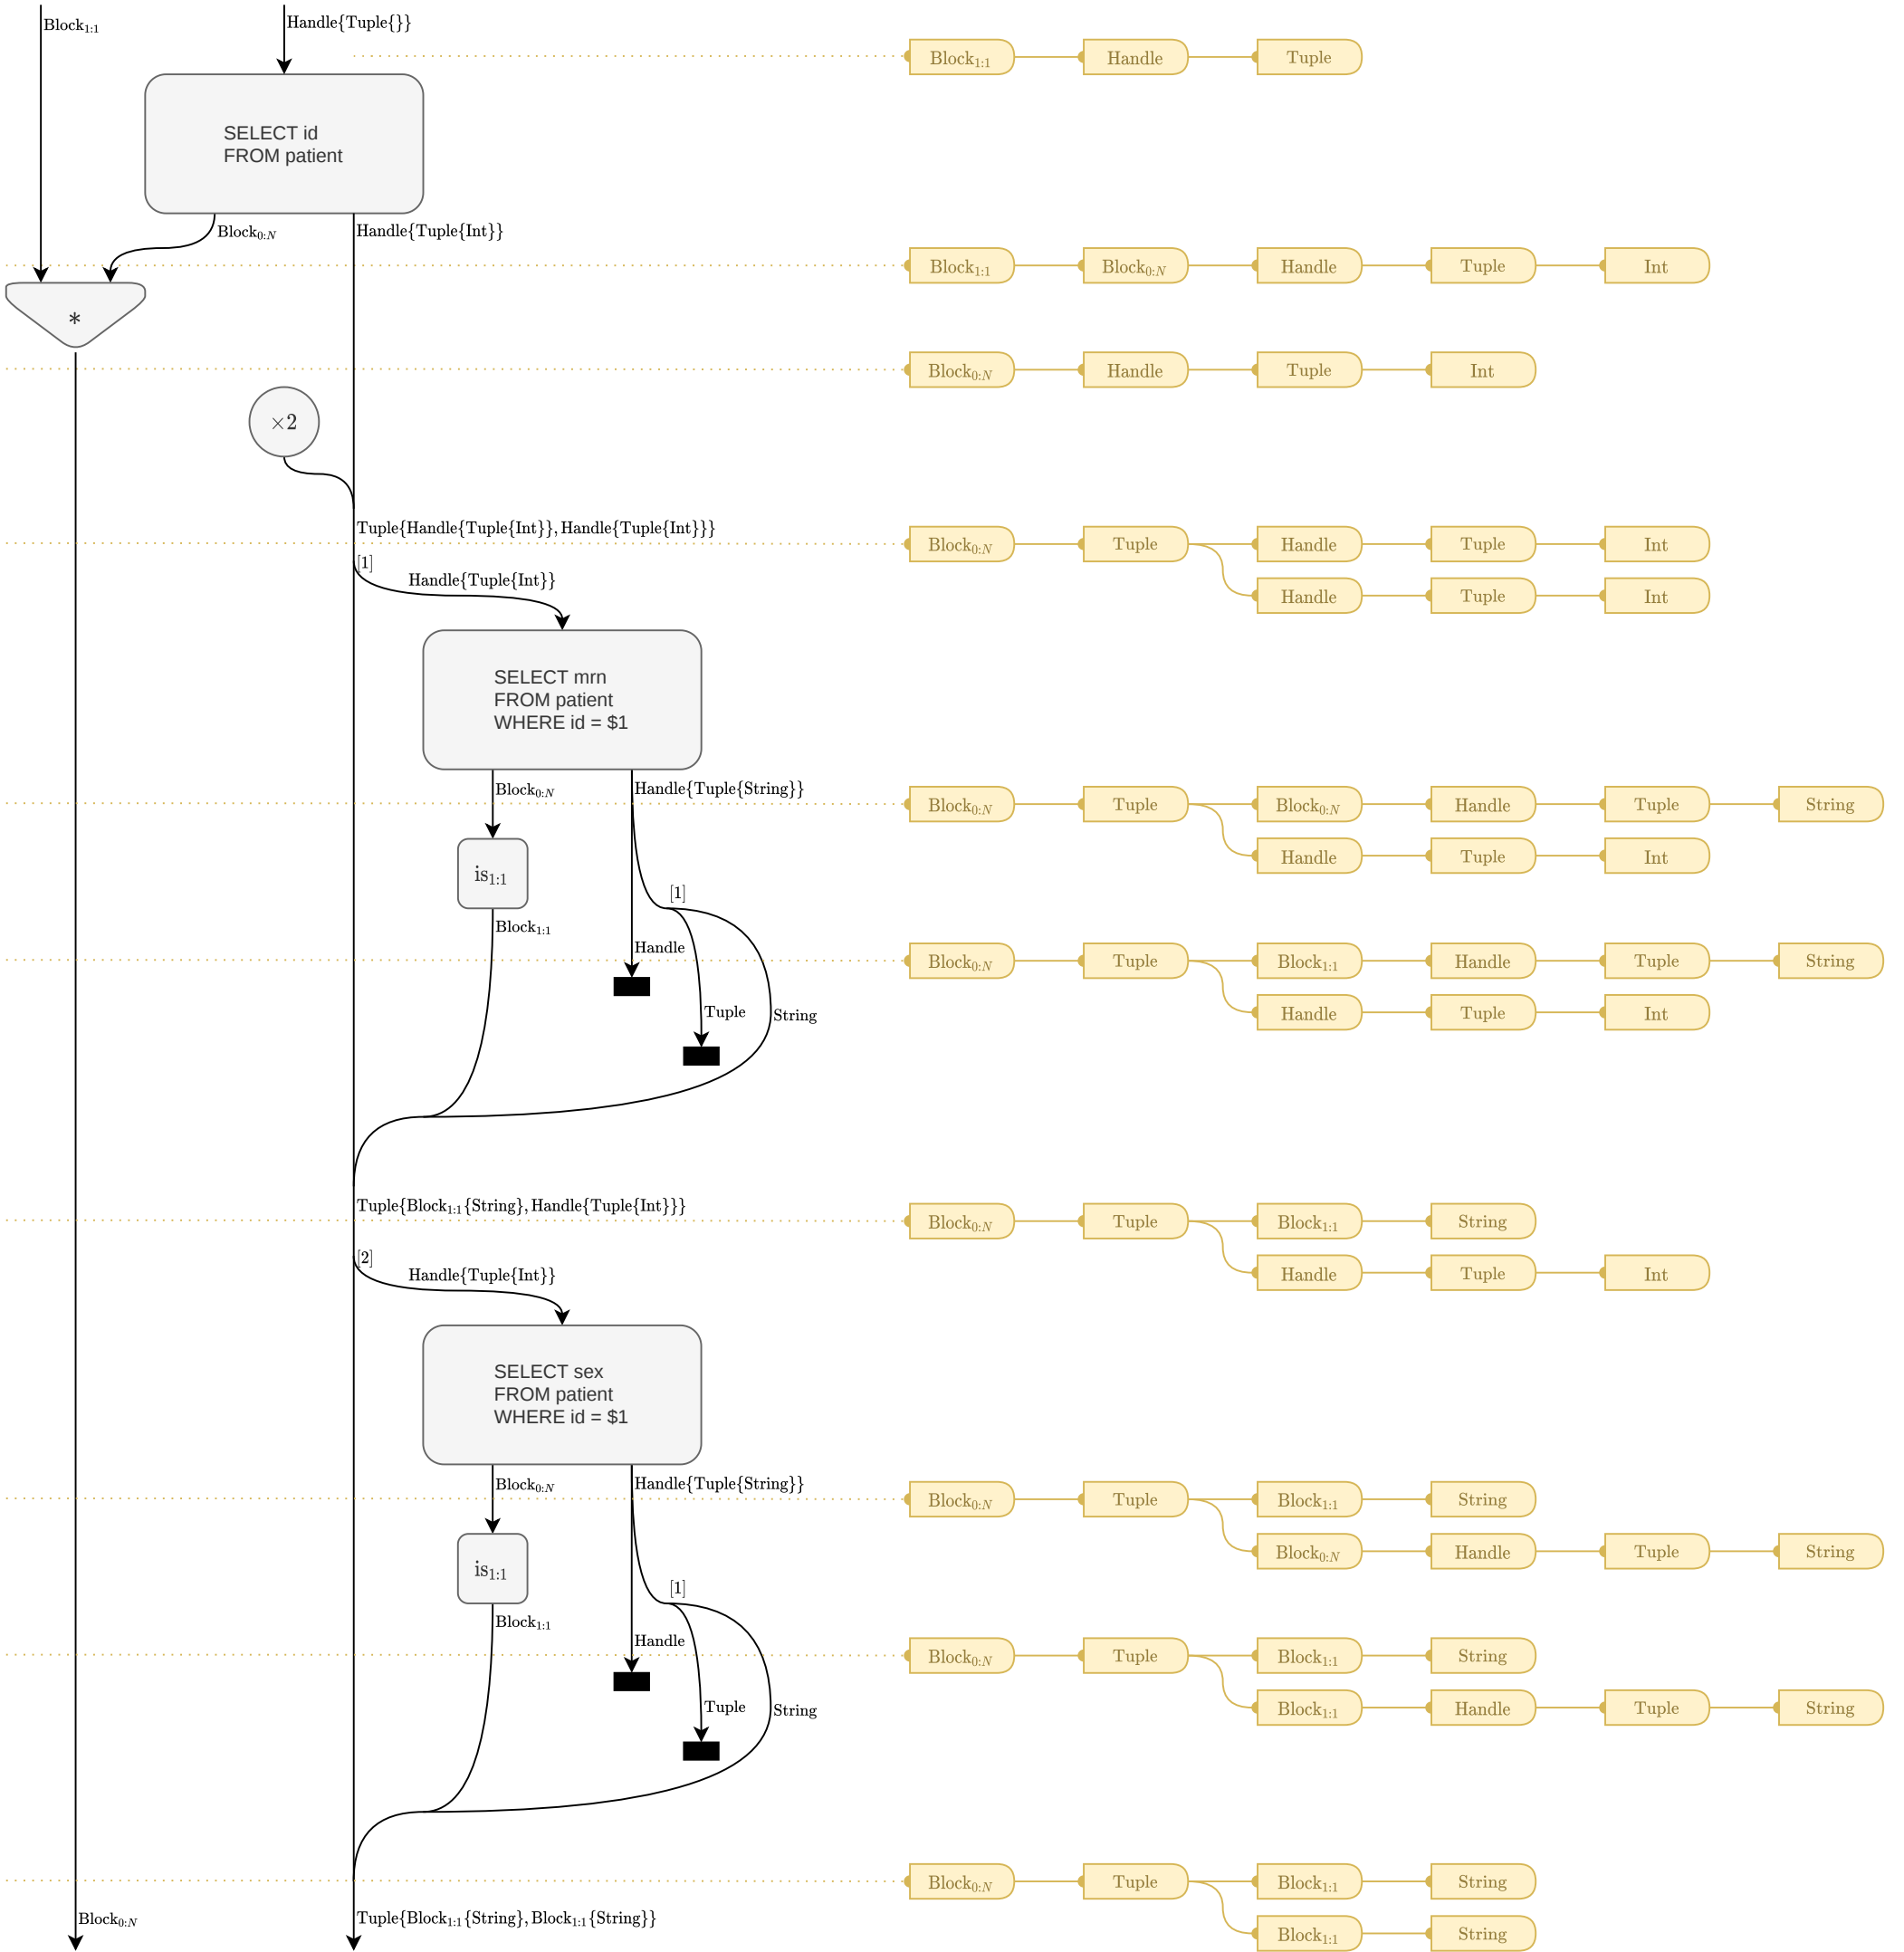 Block1:1
Handle{Tuple{}}
Block1:1 Handle Tuple
SELECT id
FROM patient
Block0:N
Handle{Tuple{Int}}
Block1:1 Block0:N Handle Tuple Int
*
Block0:N Handle Tuple Int
×2
Tuple{Handle{Tuple{Int}}, Handle{Tuple{Int}}}
Block0:N Tuple Handle Tuple Int
[1]
Handle{Tuple{Int}}
Handle Tuple Int
SELECT mrn
FROM patient
WHERE id = $1
Block0:N
Handle{Tuple{String}}
Block0:N Tuple Block0:N Handle Tuple String
Handle Tuple Int
is1:1
[1]
Block1:1
Handle
Block0:N Tuple Block1:1 Handle Tuple String
Tuple
String
Handle Tuple Int
Tuple{Block1:1{String}, Handle{Tuple{Int}}}
Block0:N Tuple Block1:1 String
[2]
Handle{Tuple{Int}}
Handle Tuple Int
SELECT sex
FROM patient
WHERE id = $1
Block0:N
Handle{Tuple{String}}
Block0:N Tuple Block1:1 String
Block0:N Handle Tuple String
is1:1
[1]
Block1:1
Handle
Block0:N Tuple Block1:1 String
Tuple
String
Block1:1 Handle Tuple String
Block0:N Tuple Block1:1 String
Block0:N
Tuple{Block1:1{String}, Block1:1{String}}
Block1:1 String